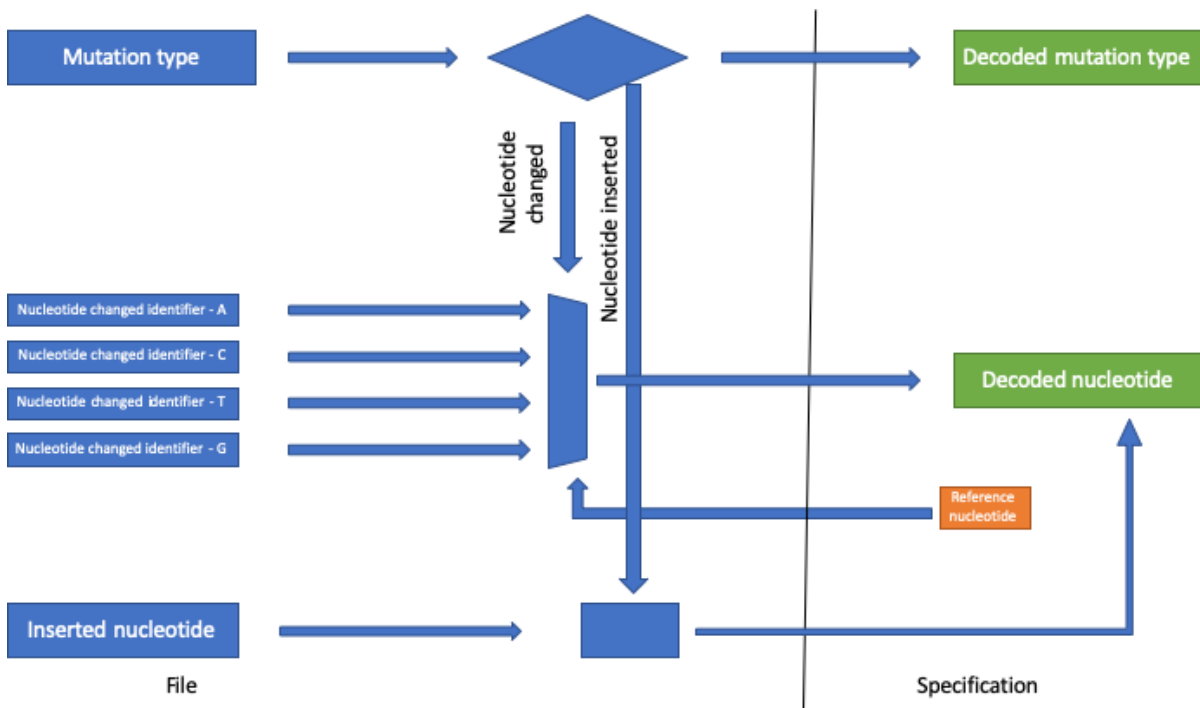 Mutation type
Decoded mutation type
Nucleotide
changed
Nucleotide inserted
Nucleotide changed identifier - A
Nucleotide changed identifier - C
Nucleotide changed identifier - T
Nucleotide changed identifier - G
Decoded nucleotide
Reference
nucleotide
Inserted nucleotide
File
Specification